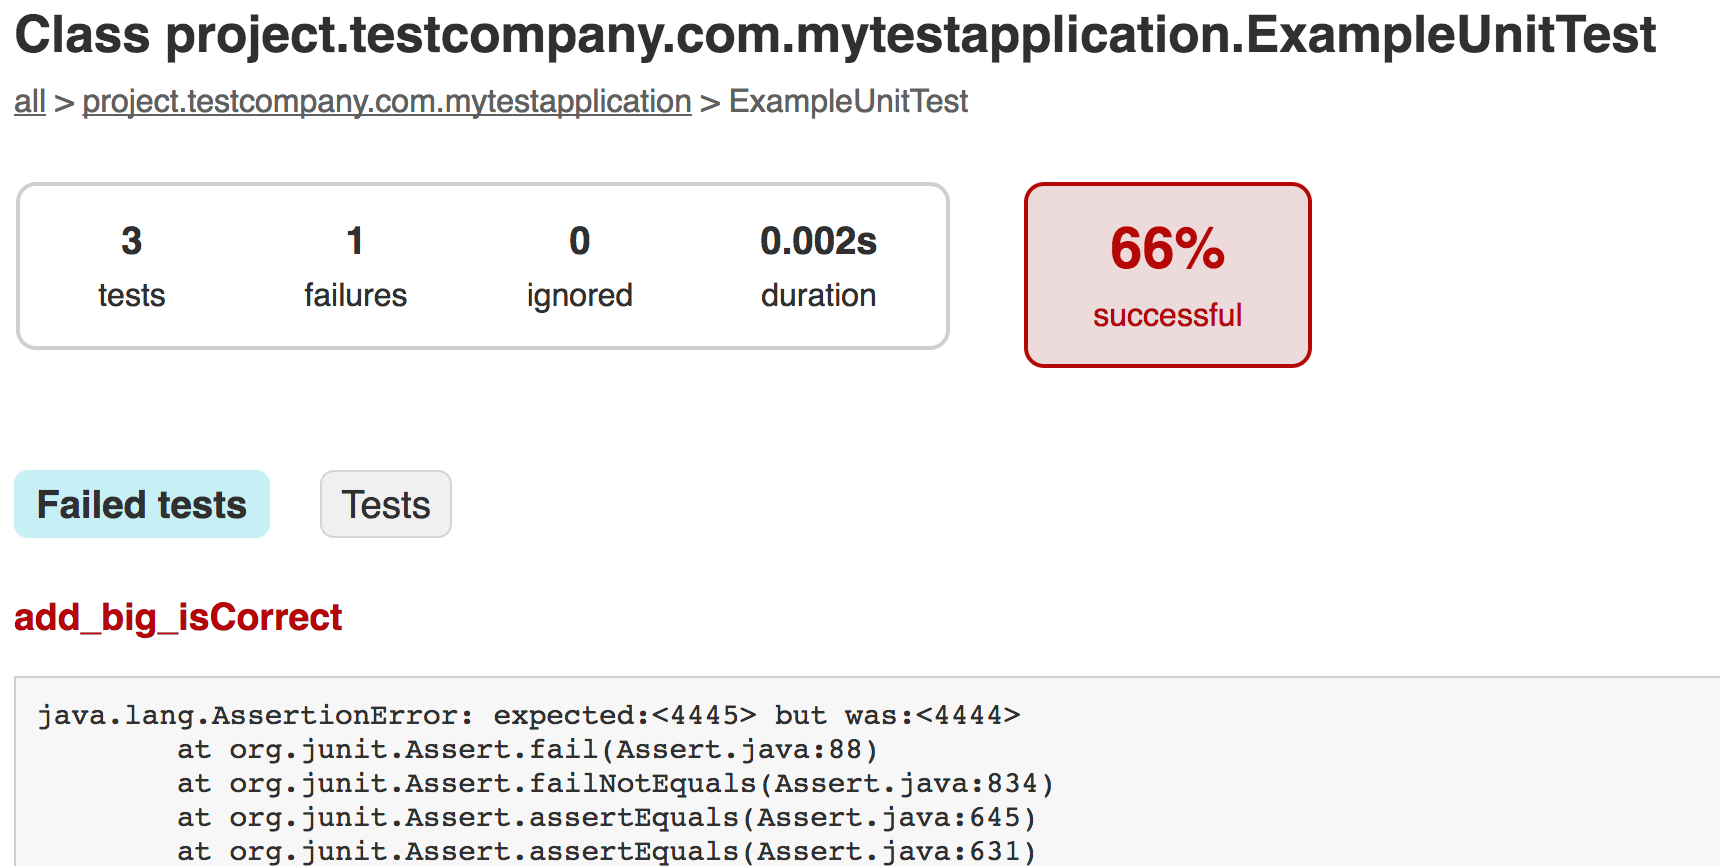 Class project.testcompany.com.mytestapplication.ExampleUnitTest
all > project.testcompany.com.mytestapplication > ExampleUnitTest
3 1 0 0.002s
tests failures ignored duration
66%
successful
Failed tests Tests
add_big_isCorrect
java.lang.AssertionError: expected:<4445> but was:<4444>
at org.junit.Assert.fail(Assert.java:88)
at org.junit.Assert.failNotEquals(Assert.java:834)
at org.junit.Assert.assertEquals(Assert.java:645)
at org.junit.Assert.assertEquals(Assert.java:631)